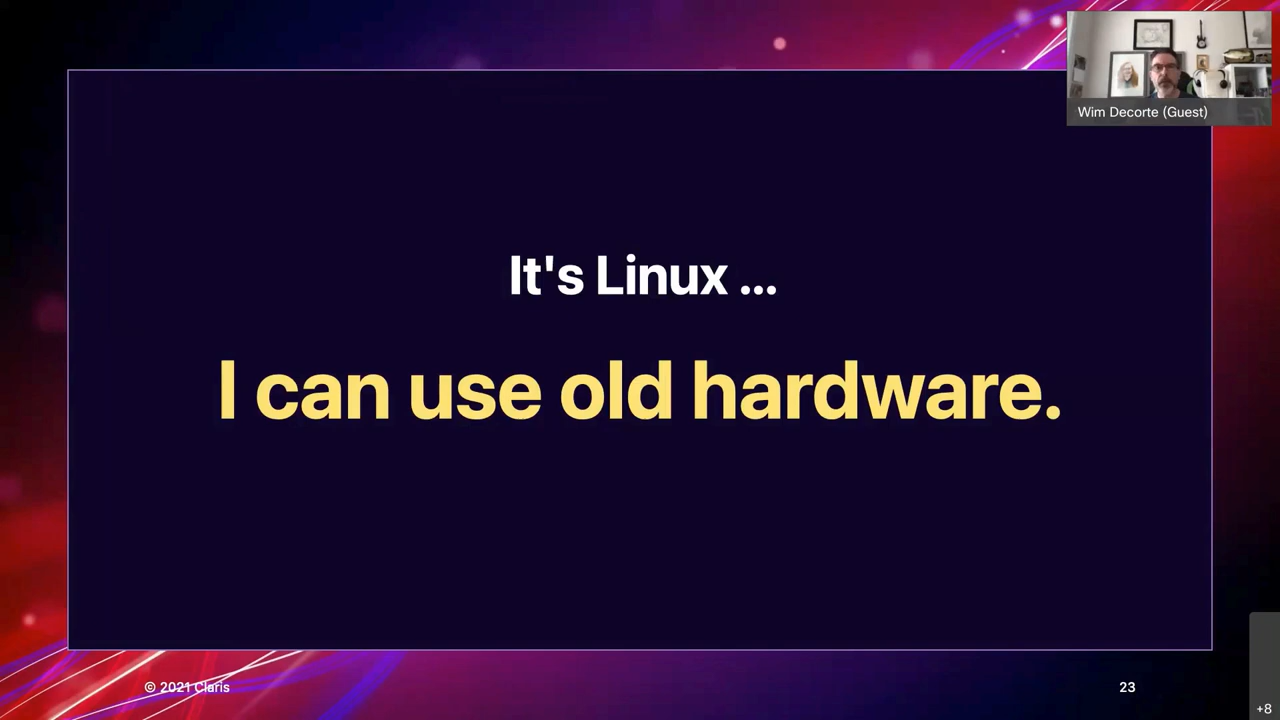 Wim Decorte (Guest)
It's Linux ...
I can use old hardware.
© 2021 Claris
23
+8